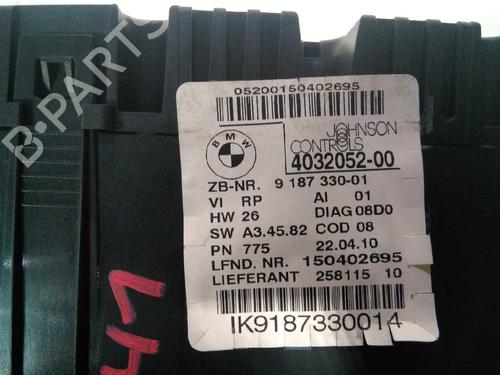 05200150402695
BMW
JOHNSON
CONTROLS
4032052-00
ZB-NR. 9 187 330-01
VI RP AI 01
HW 26 DIAG 08D0
SW A3.45.82 COD 08
PN 775 22.04.10
LFND. NR. 150402695
LIEFERANT 258115 10
IK9187330014
B-PARTS